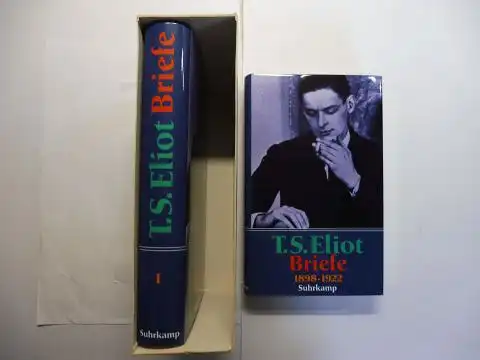 T.S. Eliot Briefe
1
Suhrkamp
T.S. Eliot
Briefe
1898-1922
Suhrkamp